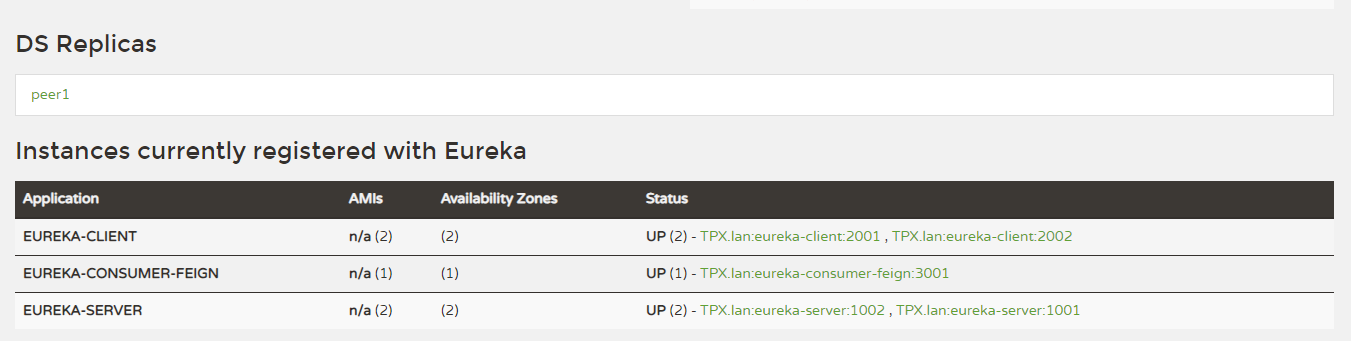 DS Replicas
peer1
Instances currently registered with Eureka
Application AMIs Availability Zones Status
EUREKA-CLIENT n/a (2) (2) UP (2) - TPX.lan:eureka-client:2001 , TPX.lan:eureka-client:2002
EUREKA-CONSUMER-FEIGN n/a (1) (1) UP (1) - TPX.lan:eureka-consumer-feign:3001
EUREKA-SERVER n/a (2) (2) UP (2) - TPX.lan:eureka-server:1002 , TPX.lan:eureka-server:1001